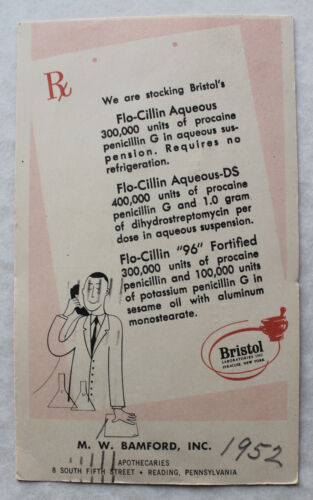 Rx
We are stocking Bristol's
Flo-Cillin Aqueous
300,000 units of procaine
penicillin G in aqueous sus-
pension. Requires no
refrigeration.
Flo-Cillin Aqueous-DS
400,000 units of procaine
penicillin G and 1.0 gram
of dihydrostreptomycin per
dose in aqueous suspension.
Flo-Cillin "96" Fortified
300,000 units of procaine
penicillin and 100,000 units
of potassium penicillin G in
sesame oil with aluminum
monostearate.
Bristol
LABORATORIES INC.
SYRACUSE, NEW YORK
M. W. BAMFORD, INC.
1952
APOTHECARIES
8 SOUTH FIFTH STREET • READING, PENNSYLVANIA